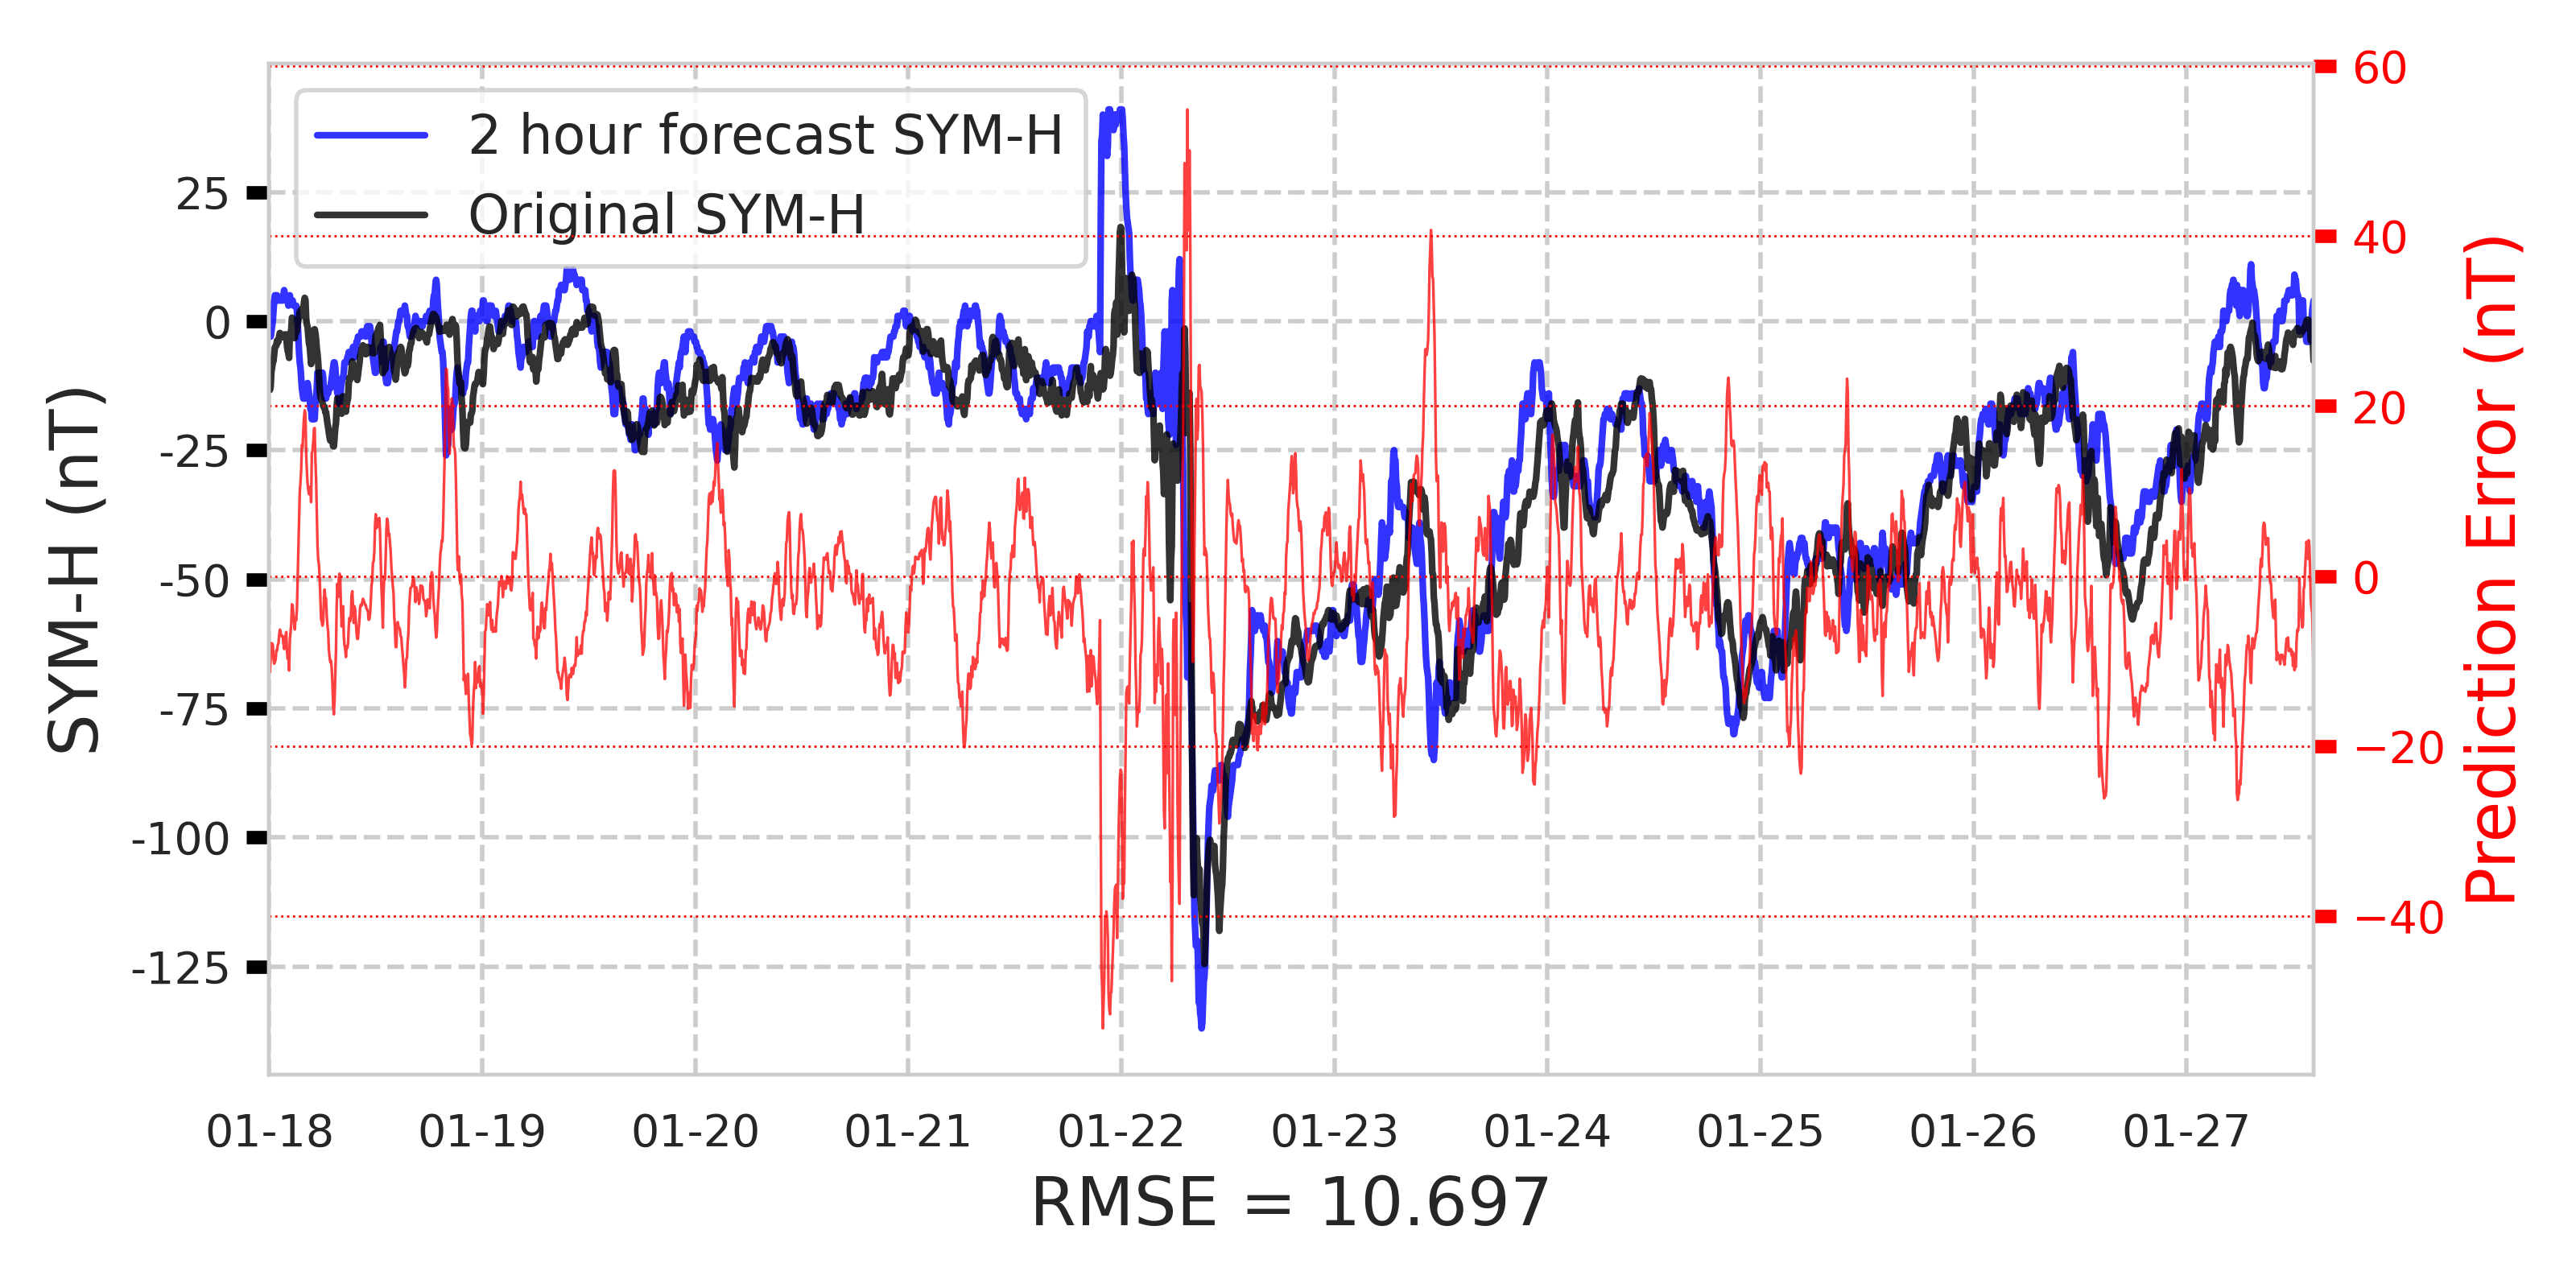 2 hour forecast SYM-H
Original SYM-H
SYM-H (nT)
25
0
-25
-50
-75
-100
-125
60
40
20
0
−20
−40
Prediction Error (nT)
01-18 01-19 01-20 01-21 01-22 01-23 01-24 01-25 01-26 01-27
RMSE = 10.697